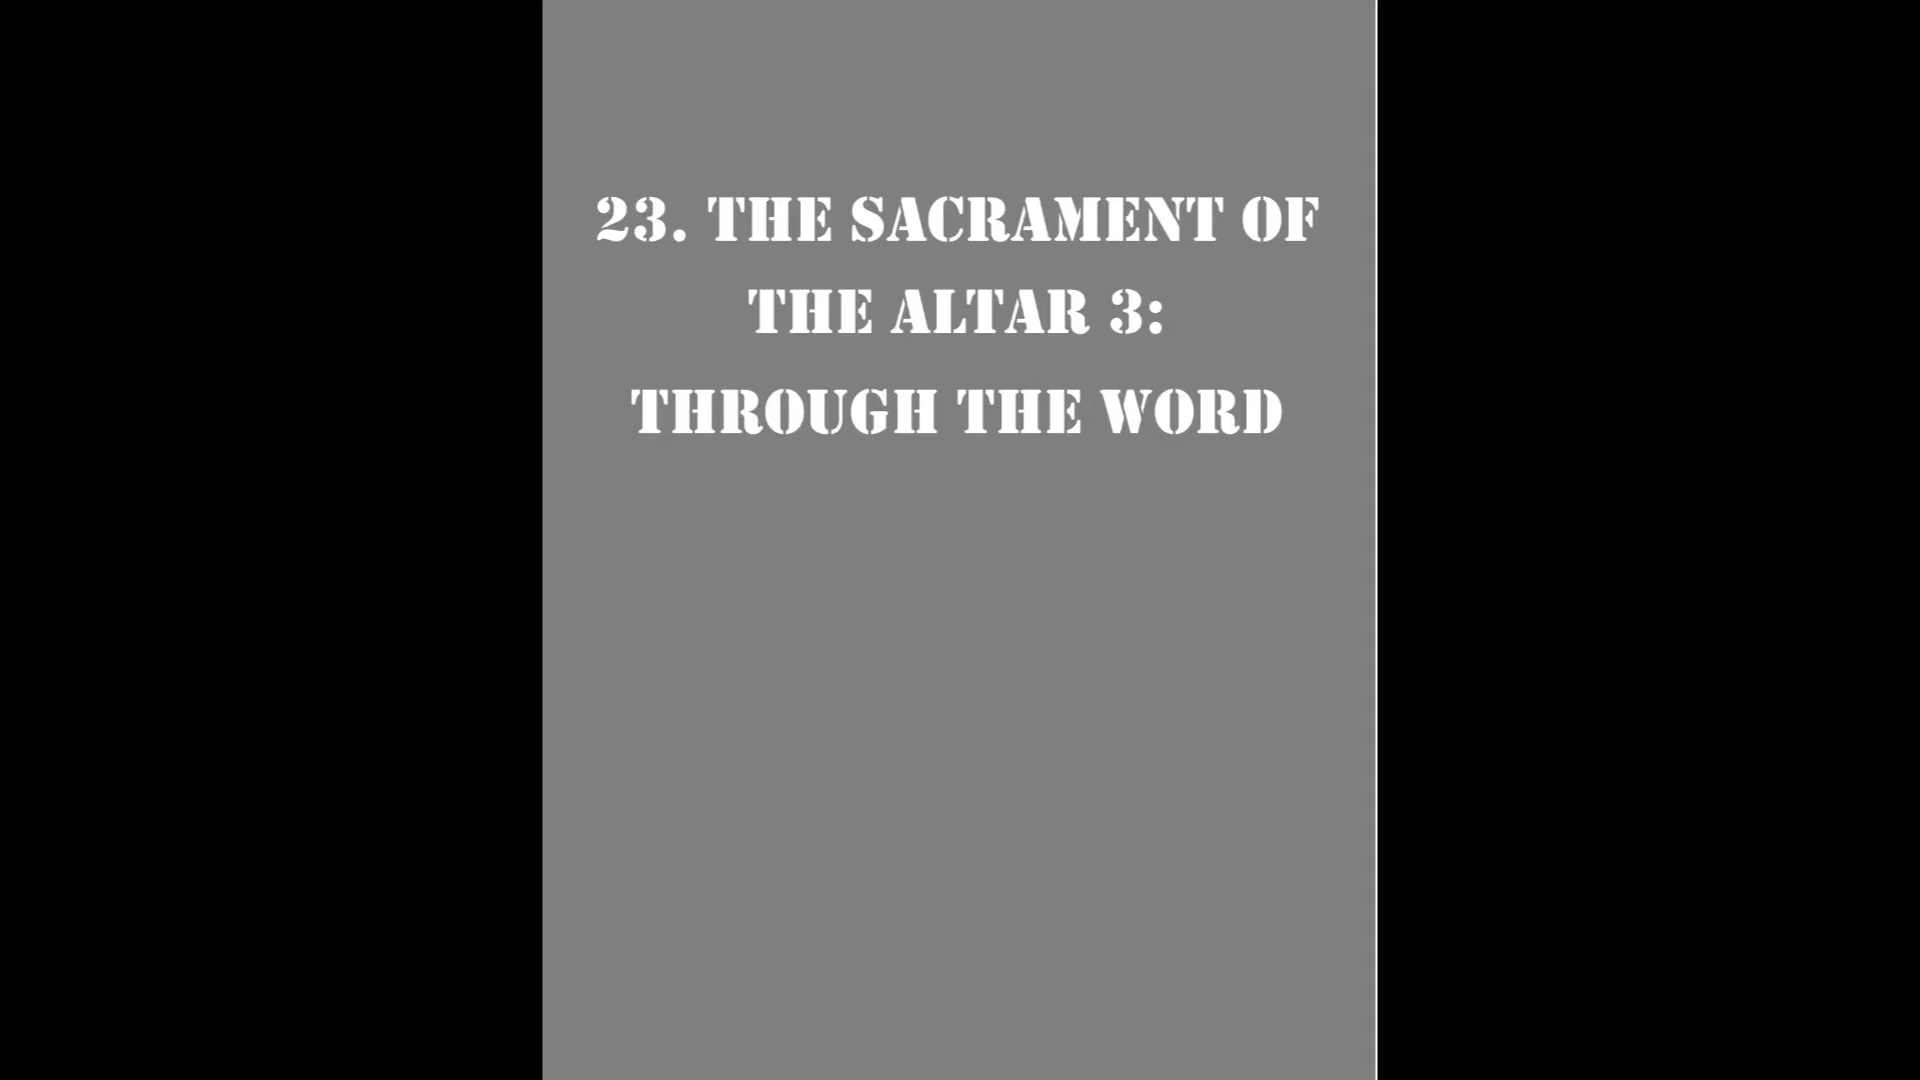 23. THE SACRAMENT OF
THE ALTAR 3:
THROUGH THE WORD